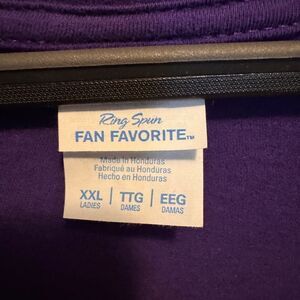 Ring Spun
FAN FAVORITE™
Made in Honduras
Fabriqué au Honduras
Hecho en Honduras
XXL | TTG | EEG
LADIES DAMES DAMAS